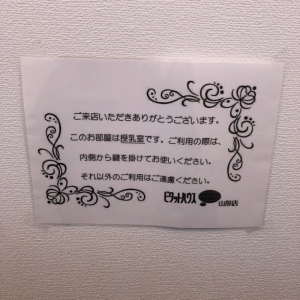 ご来店いただきありがとうございます。
このお部屋は授乳室です。ご利用の際は、
内側から鍵を掛けてお使いください。
それ以外のご利用はご遠慮ください。
ピタットハウス 山形店